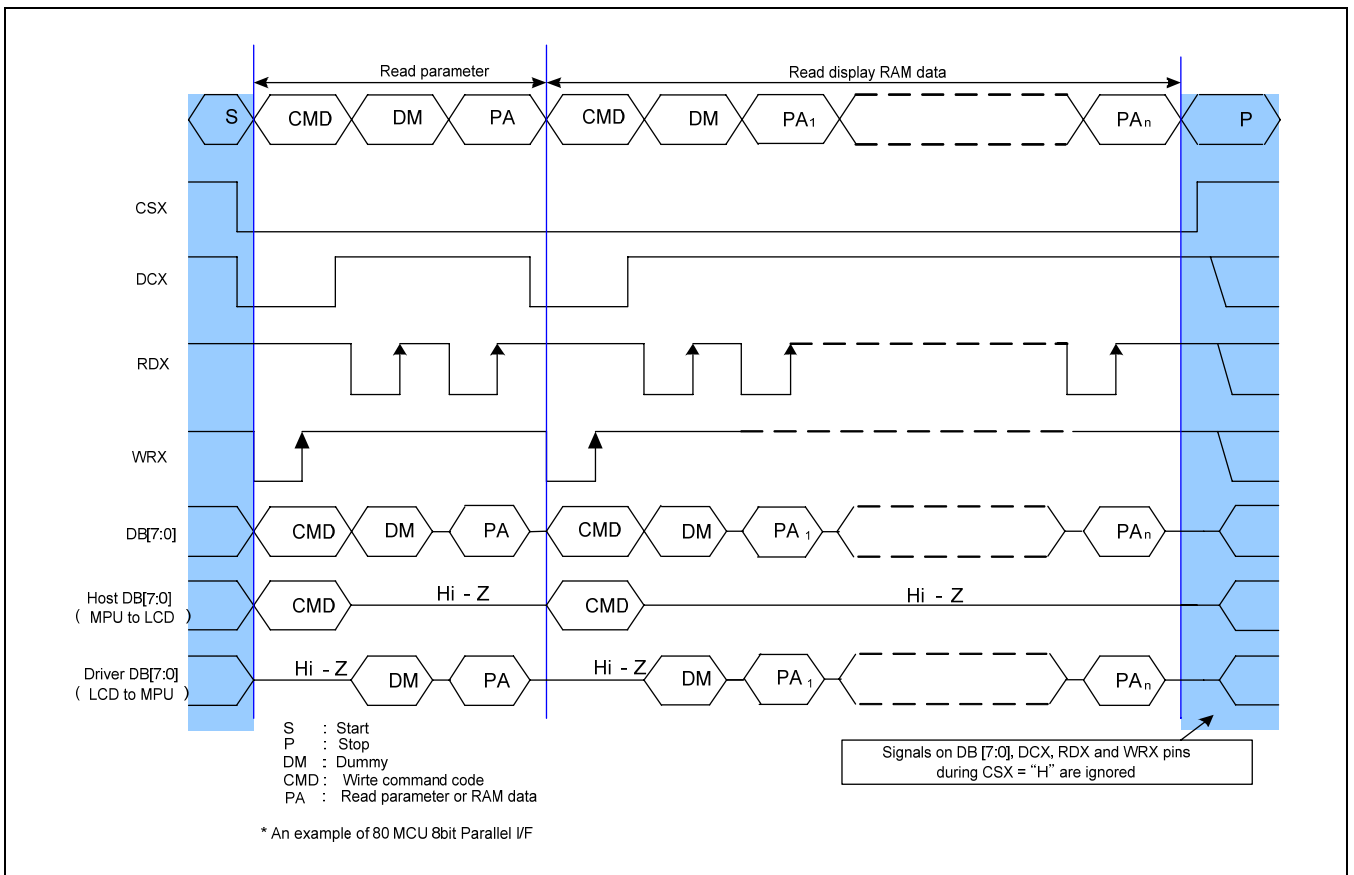 Read parameter
Read display RAM data
S CMD DM PA CMD DM PA1 PAn P
CSX
DCX
RDX
WRX
DB[7:0] CMD DM PA CMD DM PA 1 PAn
Host DB[7:0]
( MPU to LCD )
CMD Hi - Z CMD Hi - Z
Driver DB[7:0]
( LCD to MPU )
Hi - Z DM PA Hi - Z DM PA 1 PAn
S : Start
P : Stop
DM : Dummy
CMD : Wirte command code
PA : Read parameter or RAM data
Signals on DB [7:0], DCX, RDX and WRX pins
during CSX = “H” are ignored
* An example of 80 MCU 8bit Parallel I/F